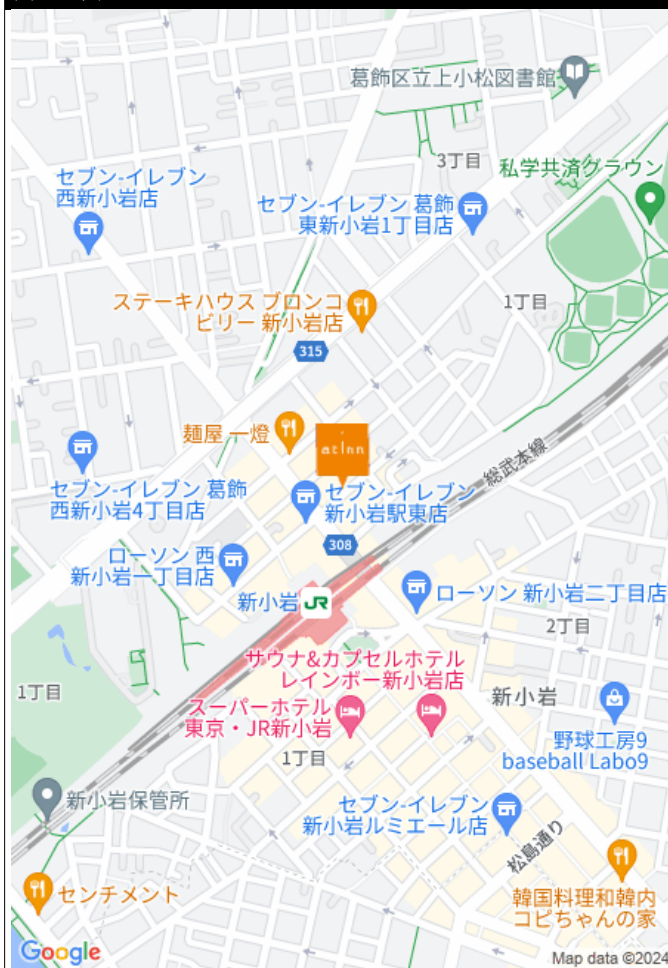 葛飾区立上小松図書館
3丁目
私学共済グラウン
セブン-イレブン
西新小岩店
セブン-イレブン 葛飾
東新小岩1丁目店
ステーキハウス ブロンコ
ビリー 新小岩店
1丁目
315
麺屋 一燈
atinn
総武本線
セブン-イレブン 葛飾
西新小岩4丁目店
セブン-イレブン
新小岩駅東店
308
ローソン 西
新小岩一丁目店
新小岩
JR
ローソン 新小岩二丁目店
2丁目
サウナ&カプセルホテル
レインボー新小岩店
1丁目
新小岩
スーパーホテル
東京・JR新小岩
野球工房9
baseball Labo9
1丁目
新小岩保管所
セブン-イレブン
新小岩ルミエール店
松島通り
センチメント
韓国料理和韓内
コピちゃんの家
Google
Map data ©2024